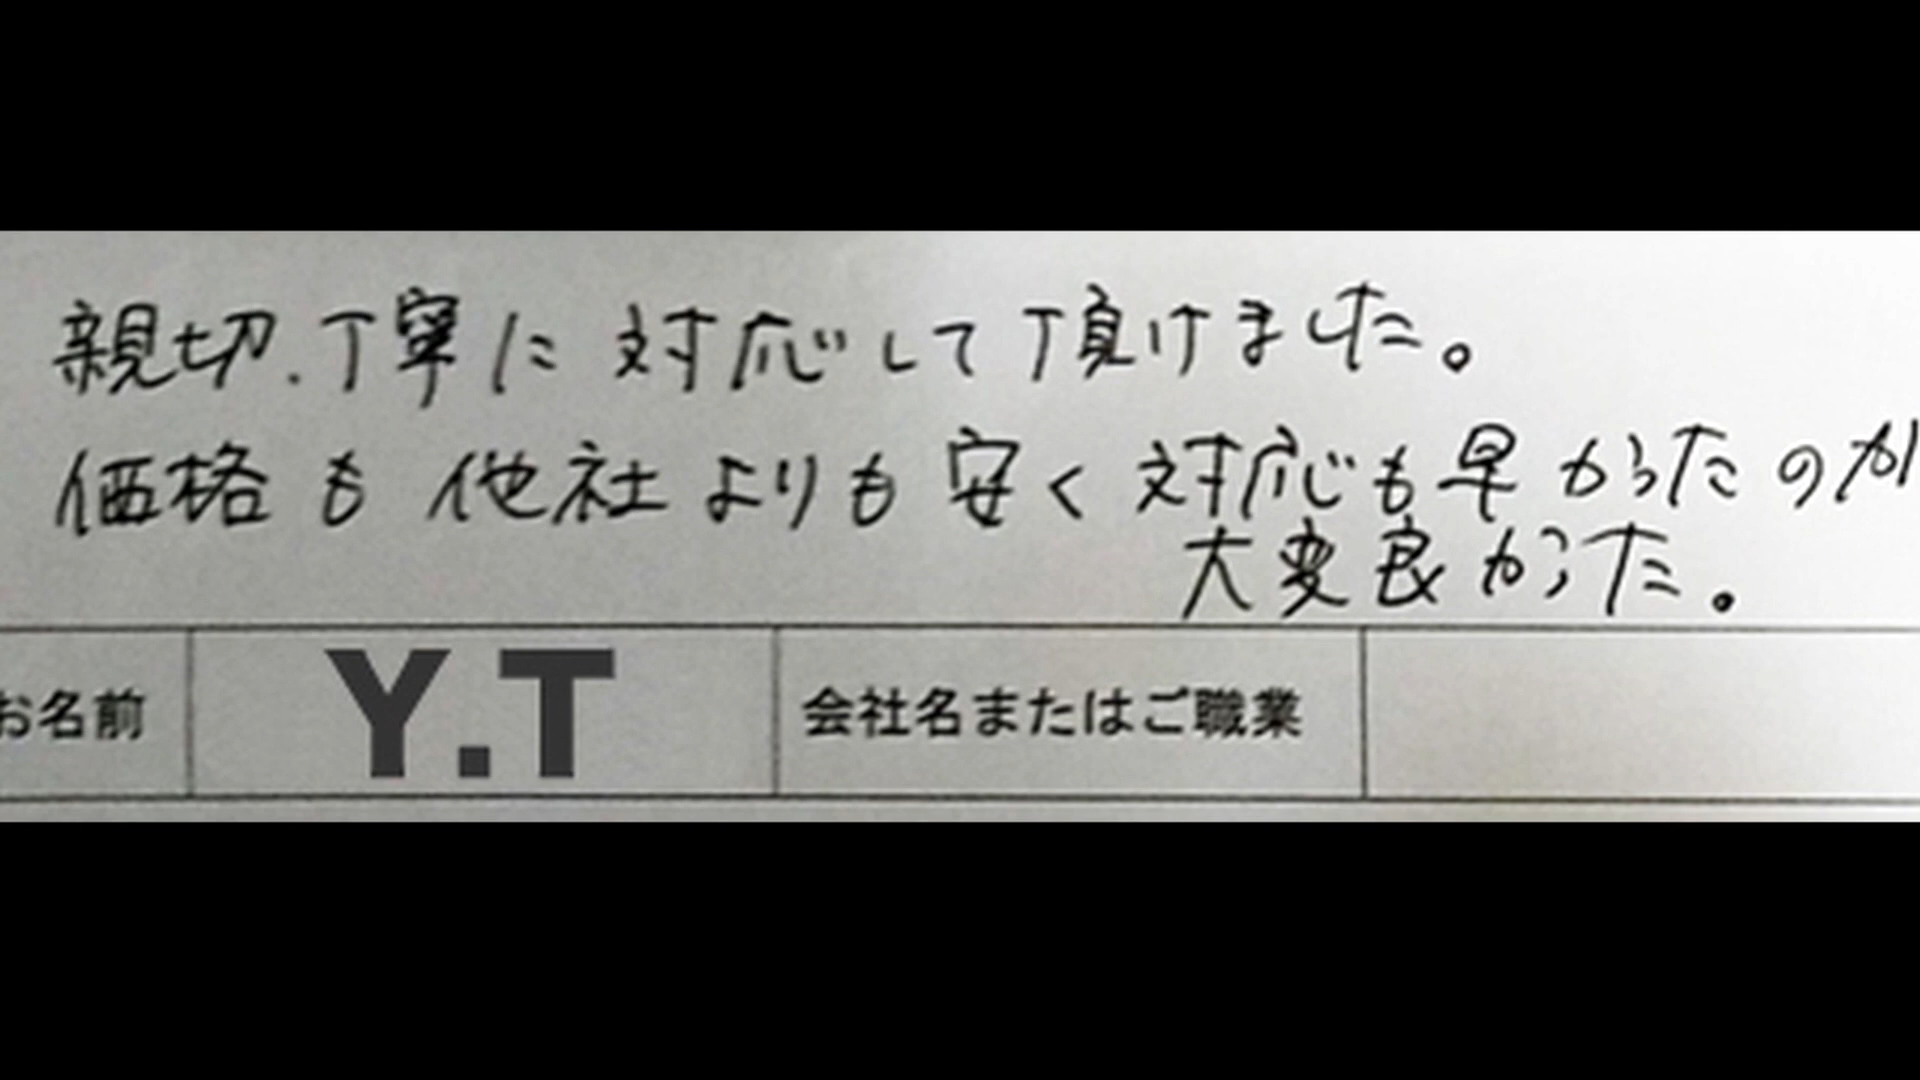 親切.丁寧に対応して頂けました。
価格も他社よりも安く対応も早かったのが
大変良かった。
お名前 Y.T 会社名またはご職業